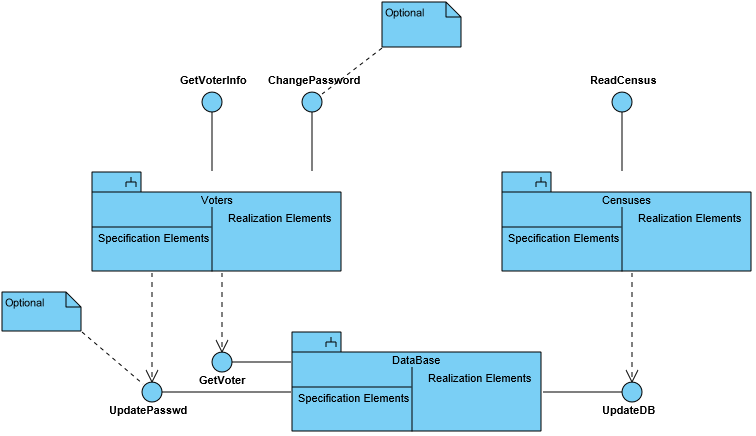 Optional
GetVoterInfo
ChangePassword
ReadCensus
Voters
Realization Elements
Specification Elements
Censuses
Realization Elements
Specification Elements
Optional
DataBase
Realization Elements
Specification Elements
GetVoter
UpdatePasswd
UpdateDB